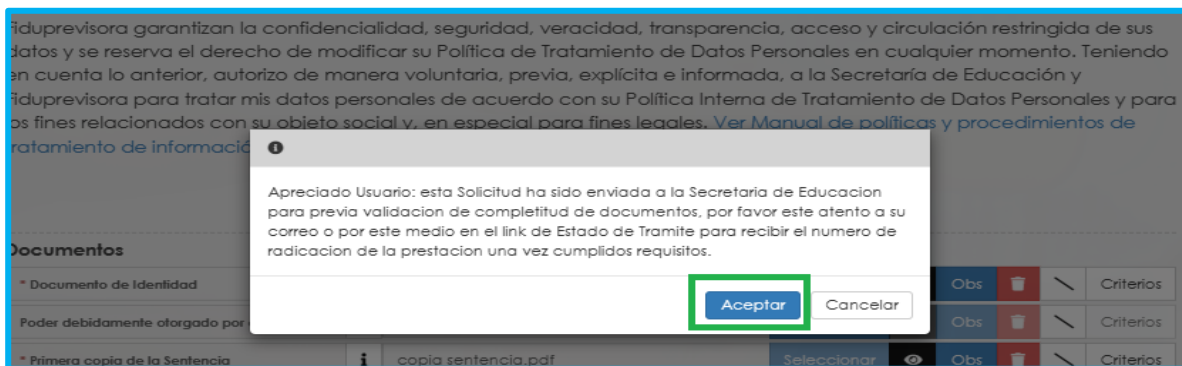 Fiduprevisora garantizan la confidencialidad, seguridad, veracidad, transparencia, acceso y circulación restringida de sus
datos y se reserva el derecho de modificar su Política de Tratamiento de Datos Personales en cualquier momento. Teniendo
en cuenta lo anterior, autorizo de manera voluntaria, previa, explícita e informada, a la Secretaría de Educación y
Fiduprevisora para tratar mis datos personales de acuerdo con su Política Interna de Tratamiento de Datos Personales y para
los fines relacionados con su objeto social y, en especial para fines legales. Ver Manual de políticas y procedimientos de
tratamiento de informació
Apreciado Usuario: esta Solicitud ha sido enviada a la Secretaria de Educacion
para previa validacion de completitud de documentos, por favor este atento a su
correo o por este medio en el link de Estado de Tramite para recibir el numero de
radicacion de la prestacion una vez cumplidos requisitos.
Aceptar Cancelar
Documentos
* Documento de Identidad Obs Criterios
Poder debidamente otorgado por Obs Criterios
* Primera copia de la Sentencia i copia sentencia.pdf Seleccionar Obs Criterios